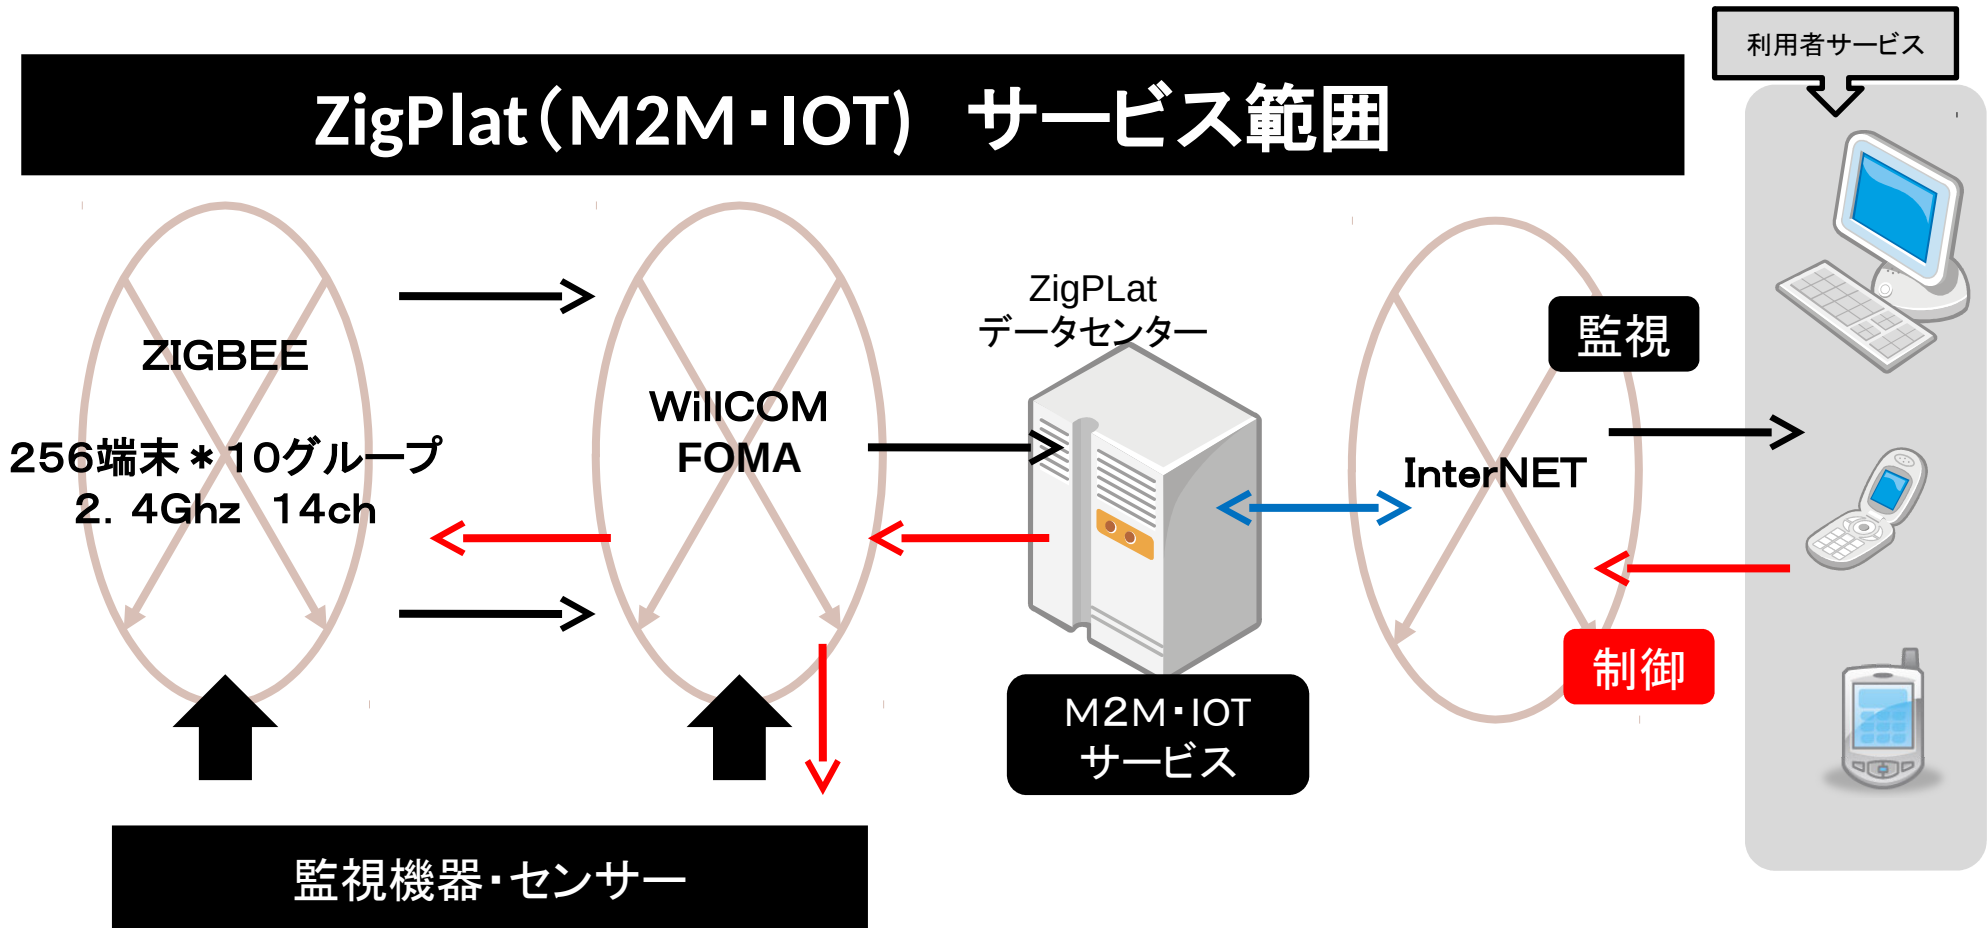 利用者サービス
ZigPlat(M2M・IOT) サービス範囲
ZIGBEE
256端末*10グループ
2.4Ghz 14ch
WillCOM
FOMA
ZigPLat
データセンター
M2M・IOT
サービス
InterNET
監視
制御
監視機器・センサー